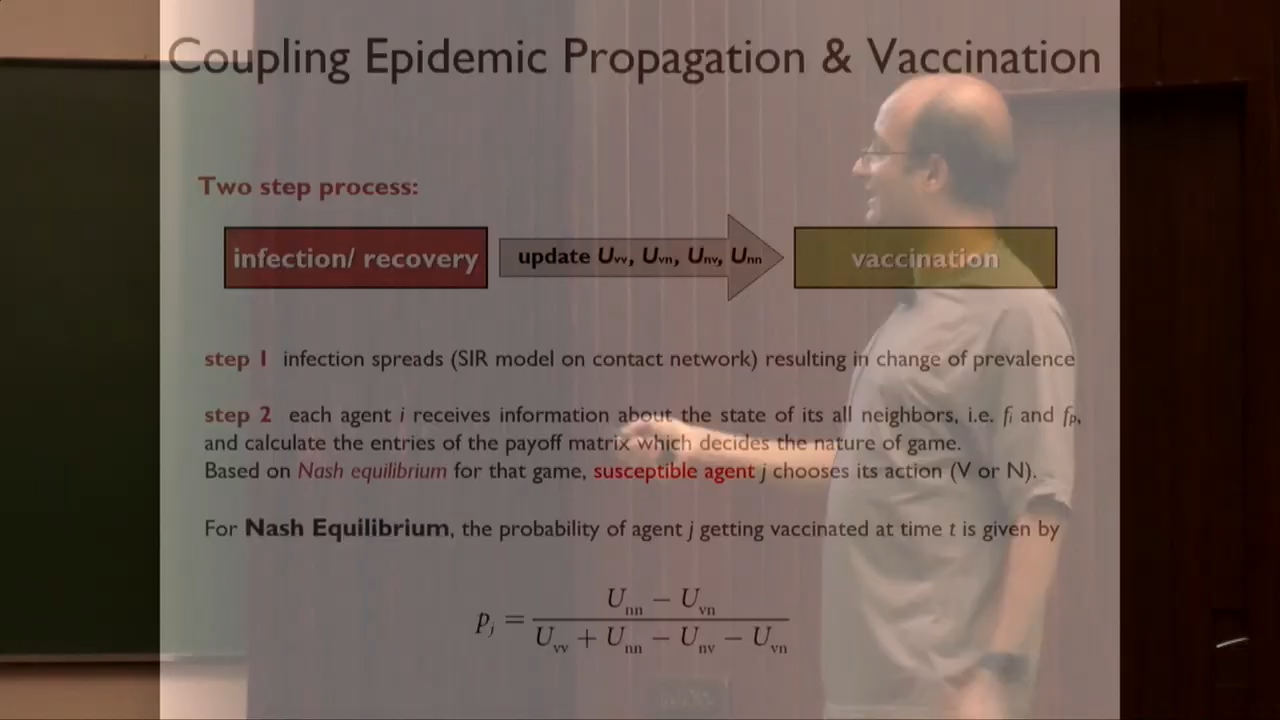 Coupling Epidemic Propagation & Vaccination
Two step process:
infection/ recovery
update Uvv, Uvn, Unv, Unn
vaccination
step 1 infection spreads (SIR model on contact network) resulting in change of prevalence
step 2 each agent i receives information about the state of its all neighbors, i.e. fi and fp,
and calculate the entries of the payoff matrix which decides the nature of game.
Based on Nash equilibrium for that game, susceptible agent j chooses its action (V or N).
For Nash Equilibrium, the probability of agent j getting vaccinated at time t is given by
pj = (Unn − Uvn) / (Uvv + Unn − Unv − Uvn)